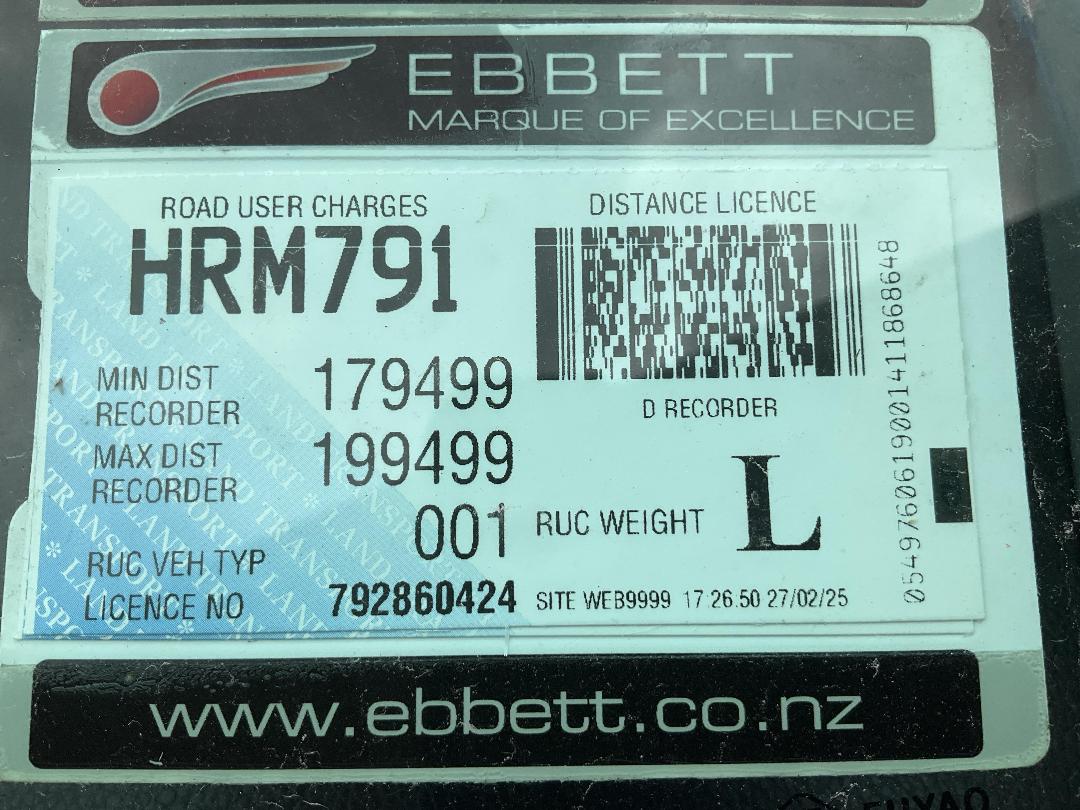 EBBETT
MARQUE OF EXCELLENCE
ROAD USER CHARGES
HRM791
DISTANCE LICENCE
MIN DIST RECORDER 179499
MAX DIST RECORDER 199499
D RECORDER
RUC VEH TYP 001
RUC WEIGHT L
LICENCE NO 792860424
SITE WEB9999 17:26.50 27/02/25
0549760619001411868648
www.ebbett.co.nz